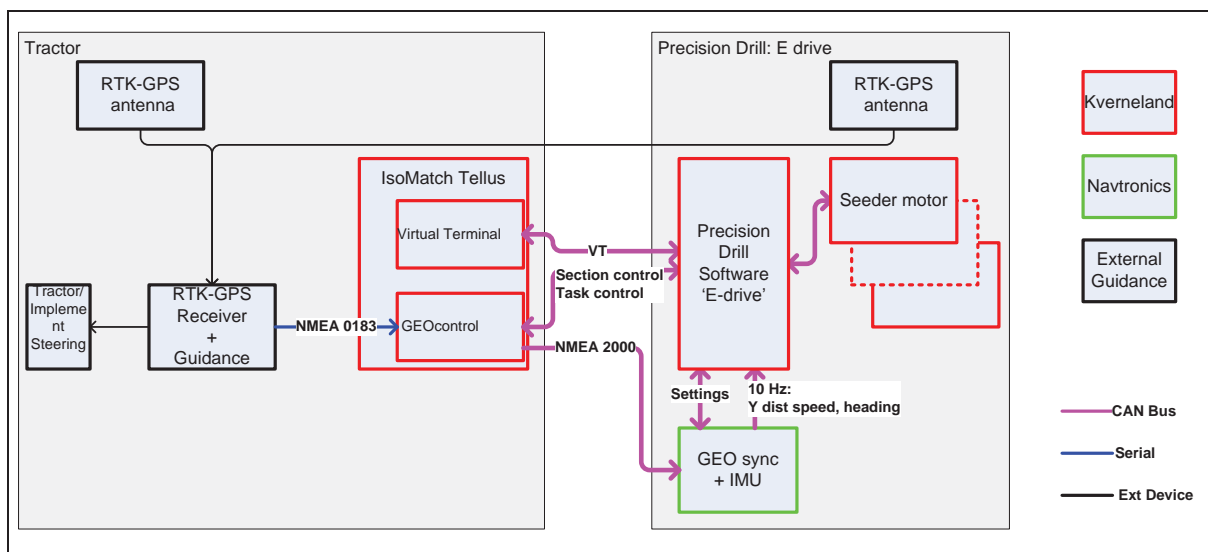 Tractor
RTK-GPS
antenna
IsoMatch Tellus
Virtual Terminal
GEOcontrol
Tractor/
Impleme
nt
Steering
RTK-GPS
Receiver
+
Guidance
NMEA 0183
VT
Section control
Task control
NMEA 2000
Precision Drill: E drive
RTK-GPS
antenna
Precision
Drill
Software
'E-drive'
Seeder motor
Settings
10 Hz:
Y dist speed, heading
GEO sync
+ IMU
Kverneland
Navtronics
External
Guidance
CAN Bus
Serial
Ext Device